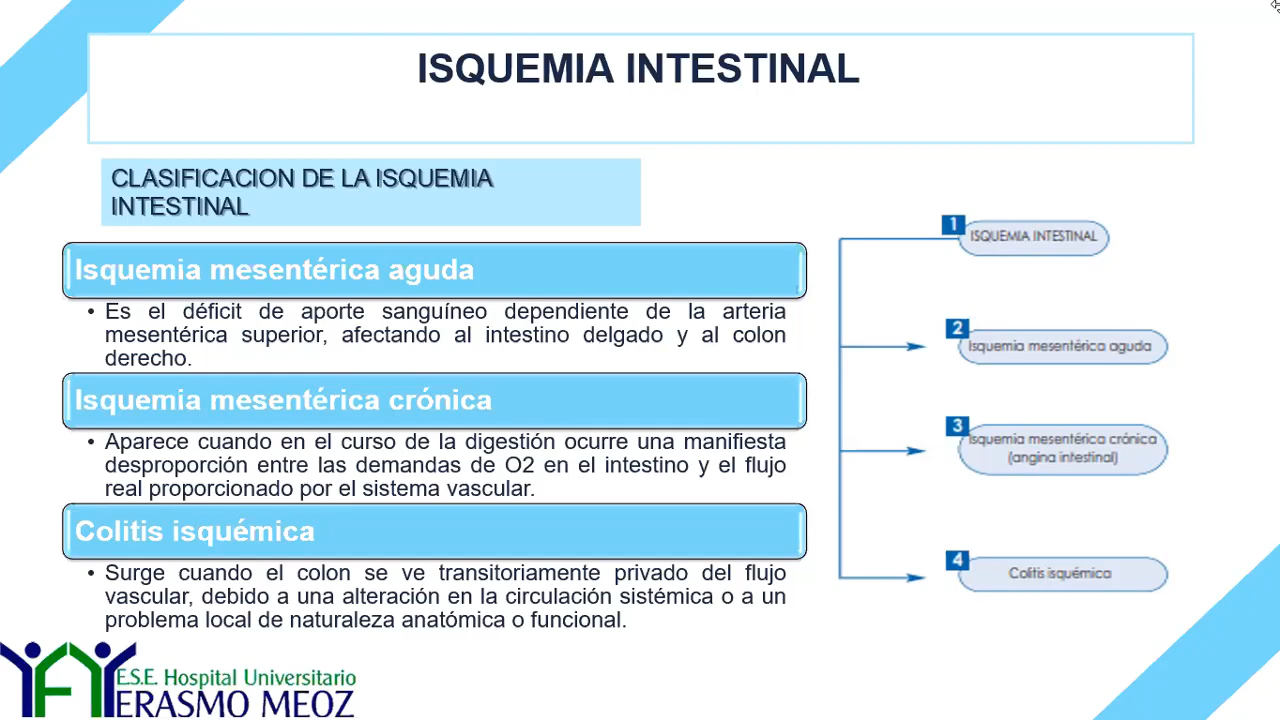 ISQUEMIA INTESTINAL
CLASIFICACION DE LA ISQUEMIA
INTESTINAL
Isquemia mesentérica aguda
• Es el déficit de aporte sanguíneo dependiente de la arteria
mesentérica superior, afectando al intestino delgado y al colon
derecho.
Isquemia mesentérica crónica
• Aparece cuando en el curso de la digestión ocurre una manifiesta
desproporción entre las demandas de O2 en el intestino y el flujo
real proporcionado por el sistema vascular.
Colitis isquémica
• Surge cuando el colon se ve transitoriamente privado del flujo
vascular, debido a una alteración en la circulación sistémica o a un
problema local de naturaleza anatómica o funcional.
1
ISQUEMIA INTESTINAL
2
Isquemia mesentérica aguda
3
Isquemia mesentérica crónica
(angina intestinal)
4
Colitis isquémica
E.S.E. Hospital Universitario
ERASMO MEOZ